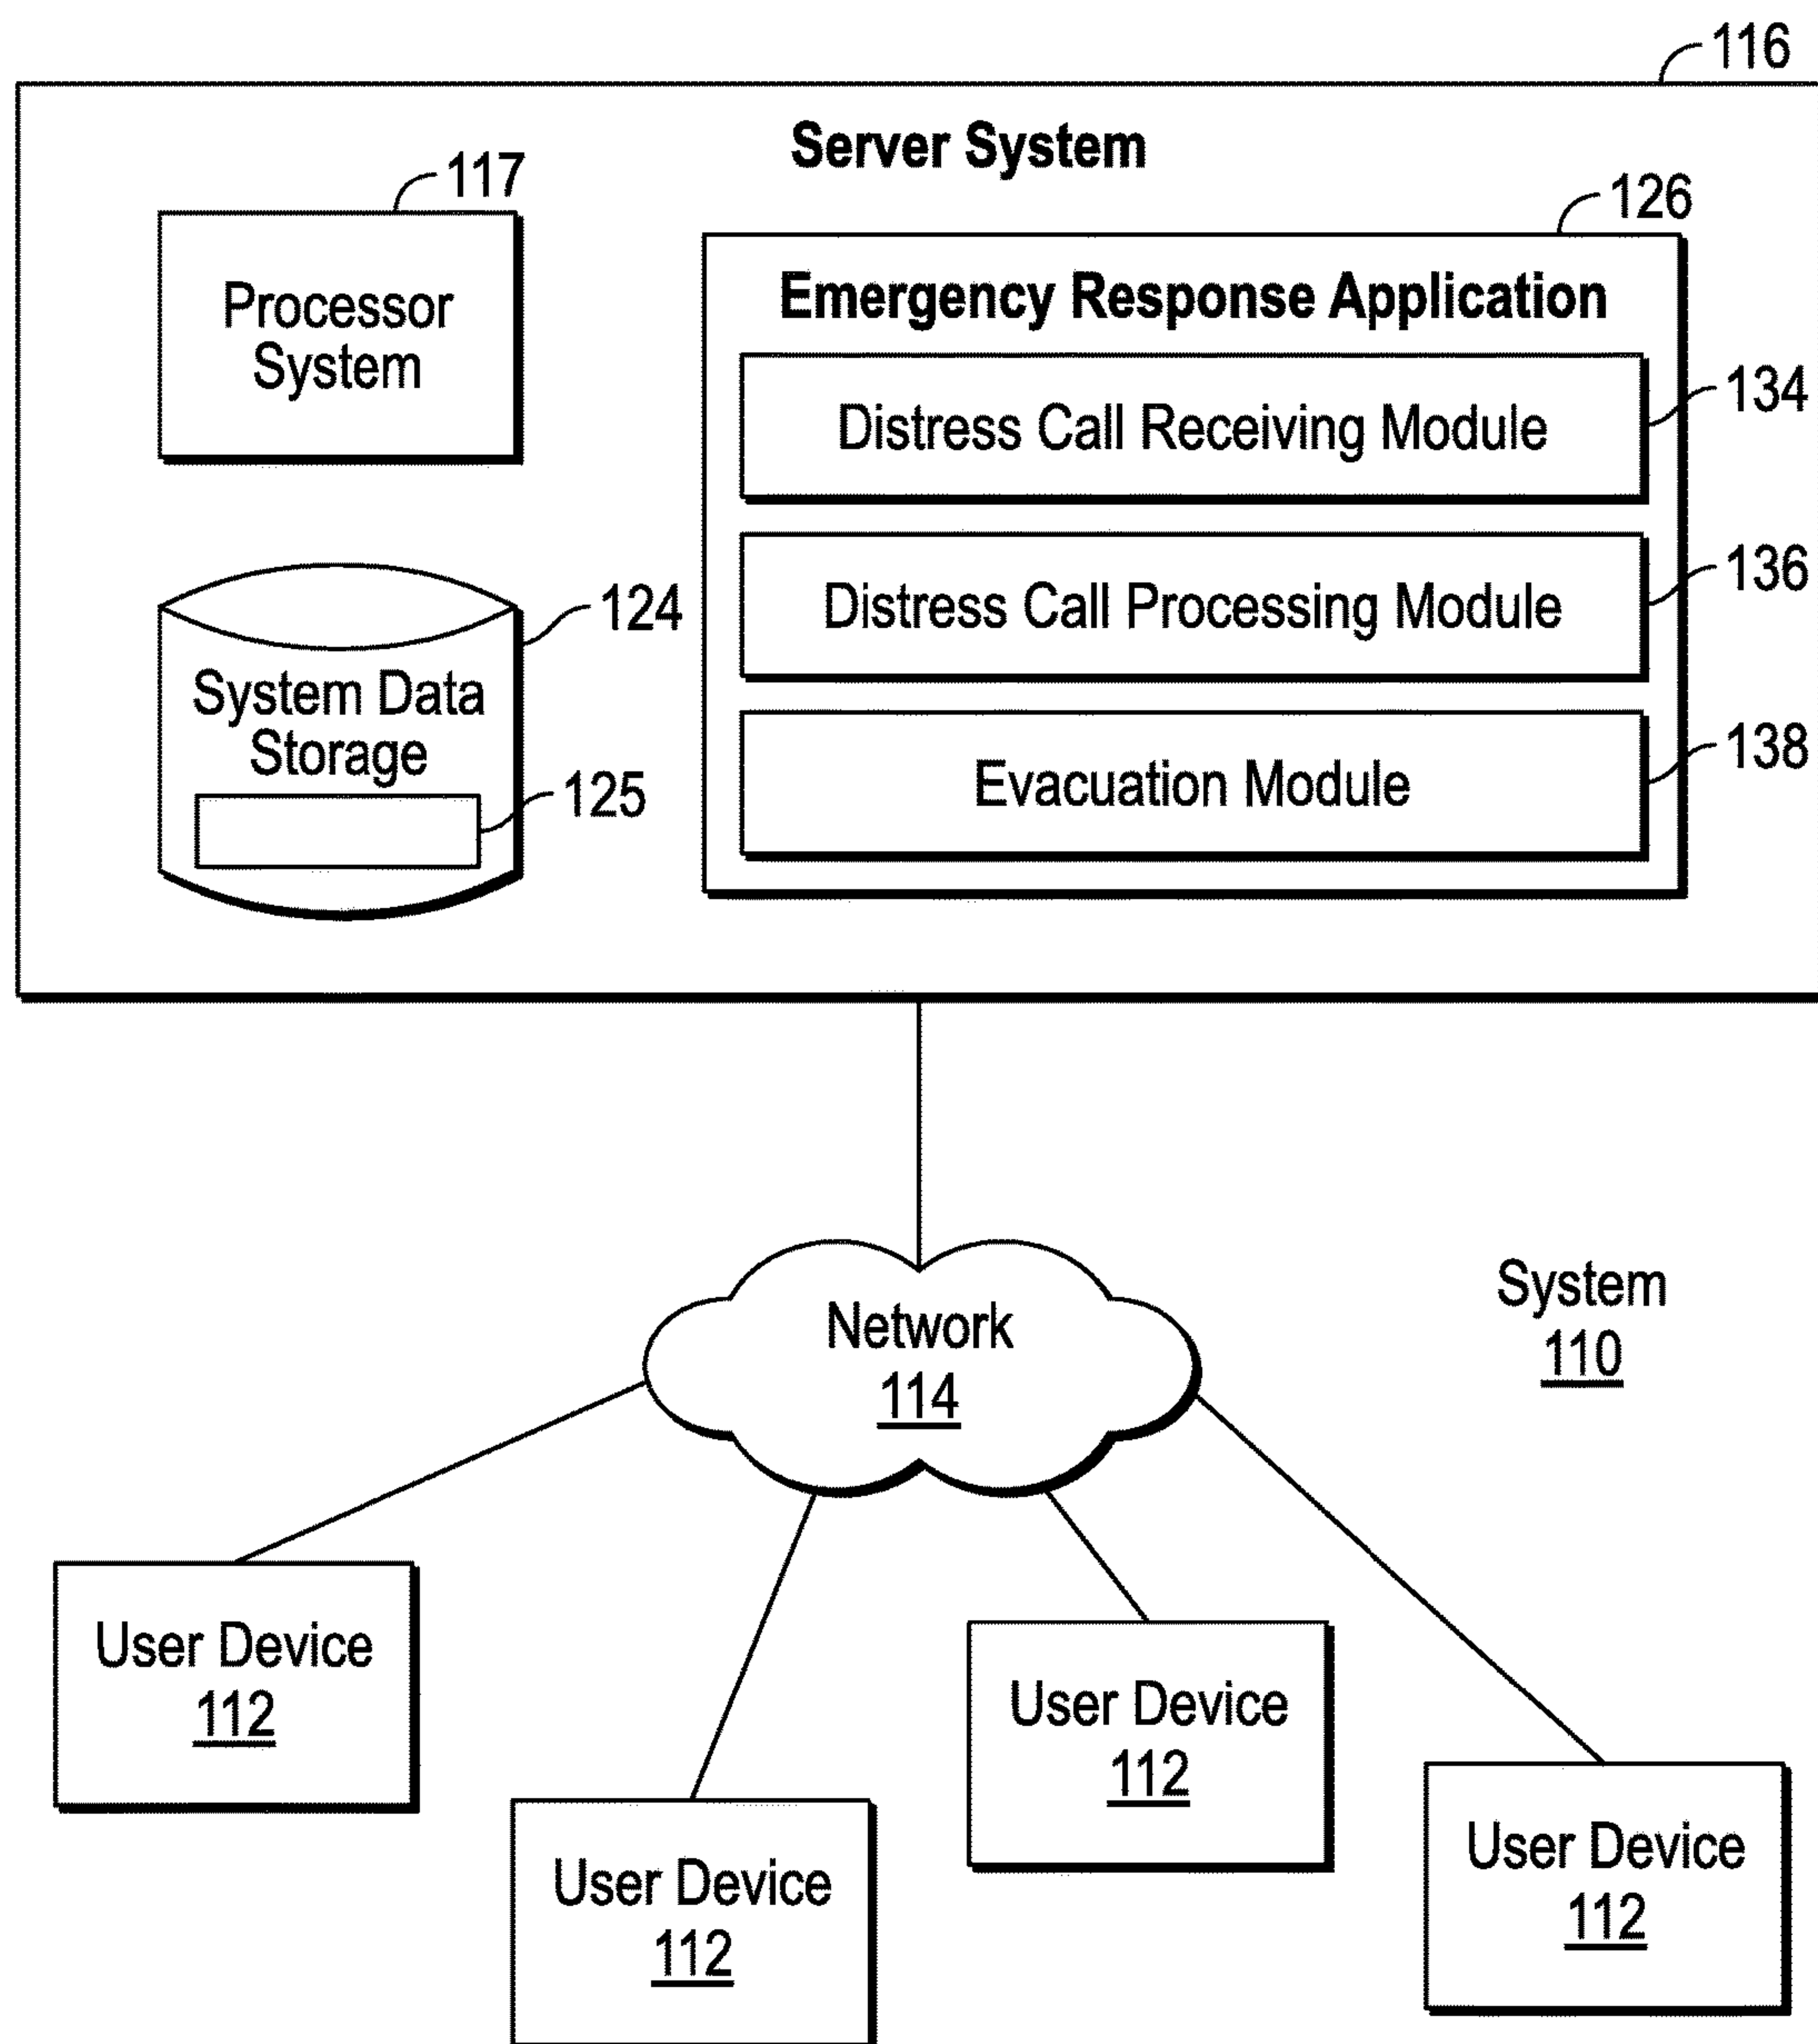 116
Server System
117
126
Processor
System
Emergency Response Application
Distress Call Receiving Module
134
Distress Call Processing Module
136
124
System Data
Storage
125
Evacuation Module
138
Network
114
System
110
User Device
112
User Device
112
User Device
112
User Device
112